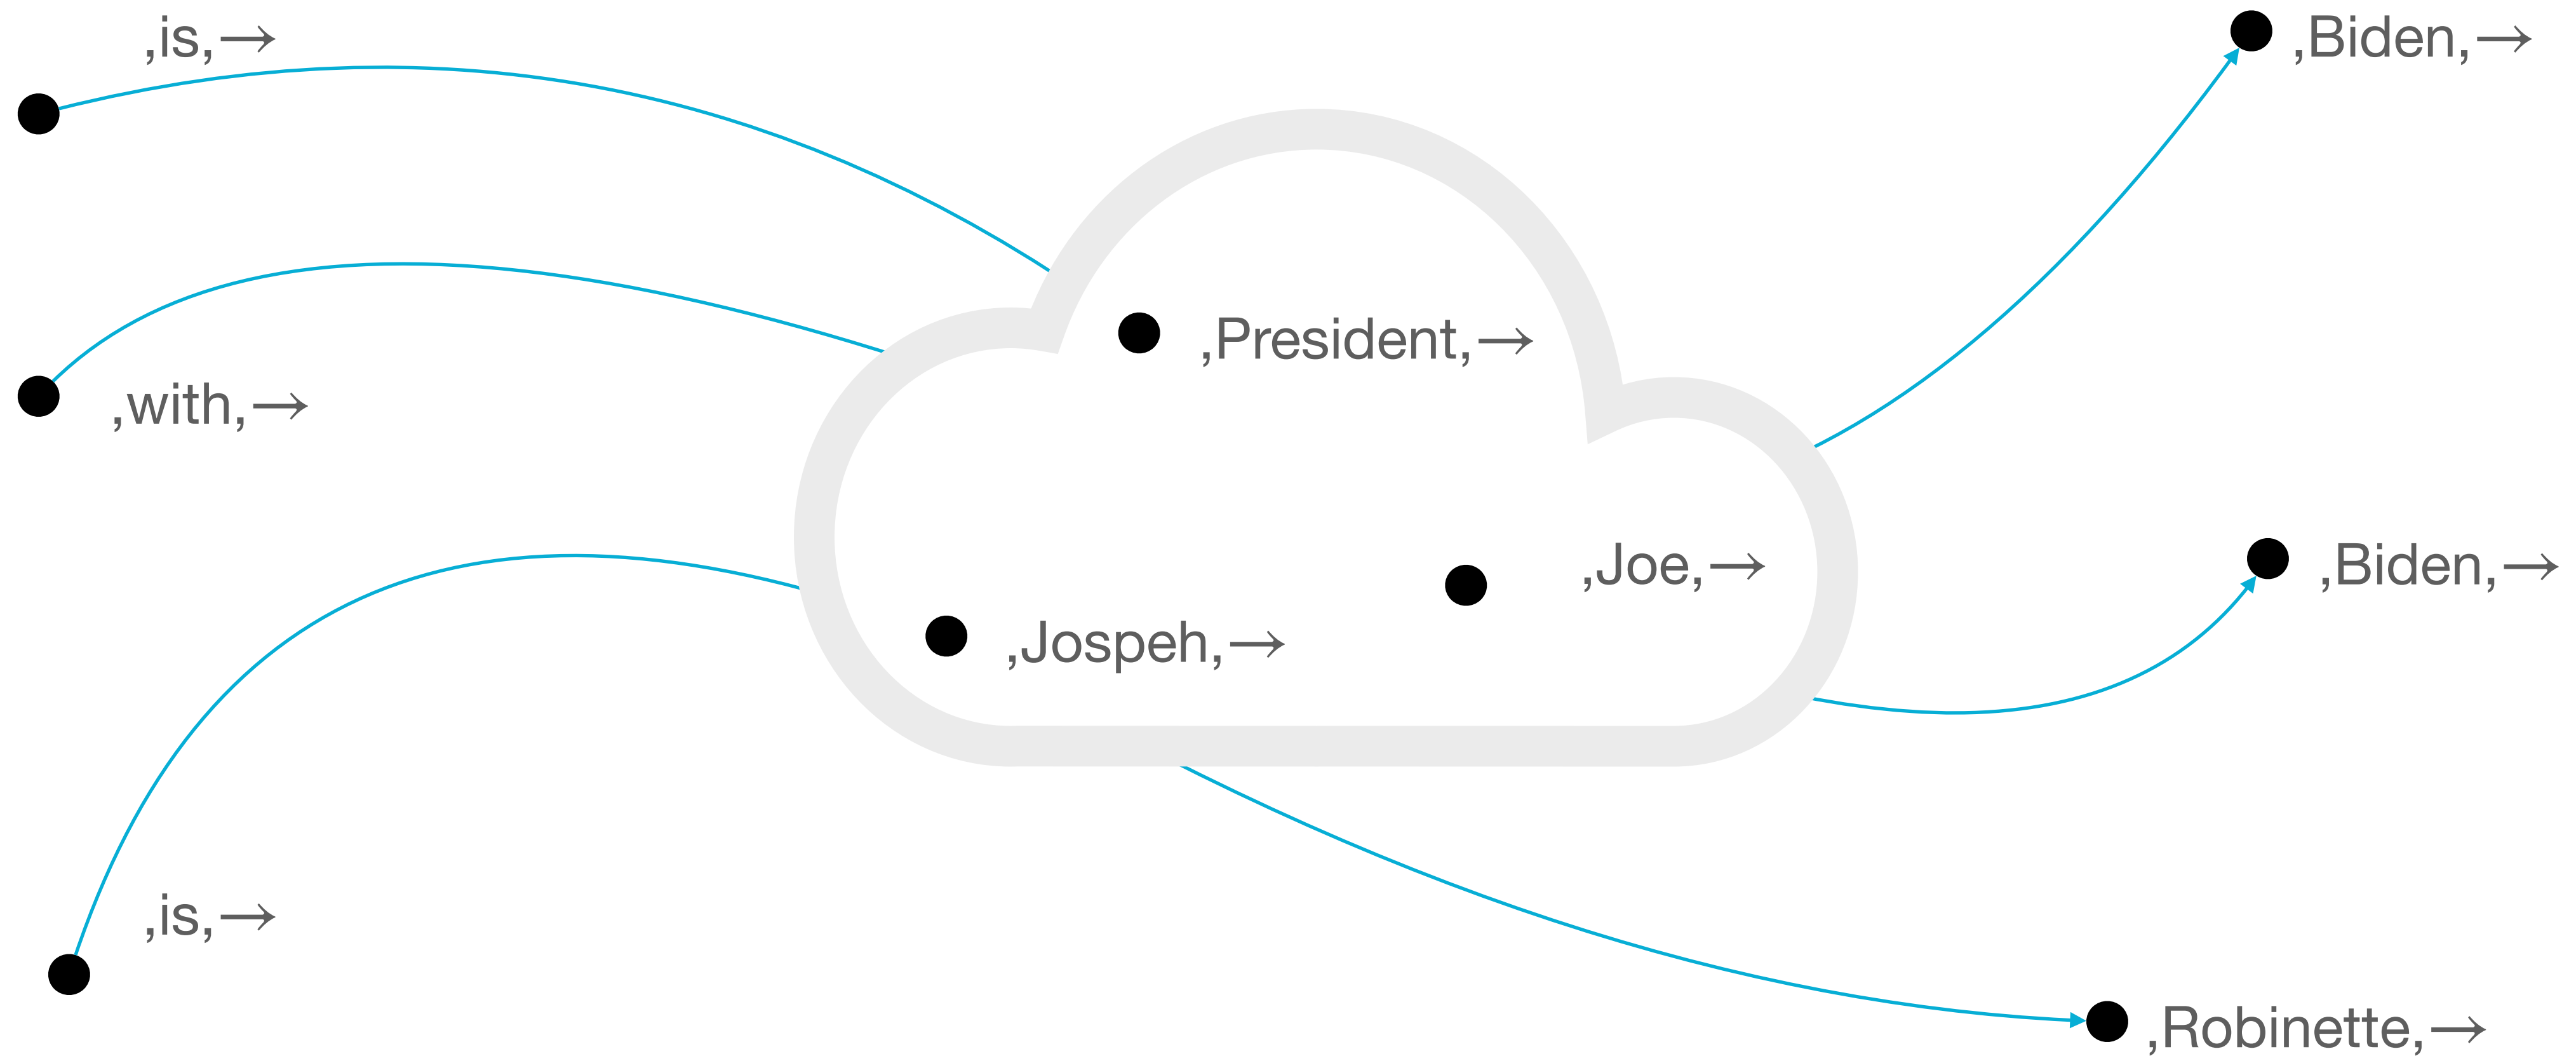 ,is,→
,Biden,→
,President,→
,with,→
,Joe,→
,Biden,→
,Jospeh,→
,is,→
,Robinette,→